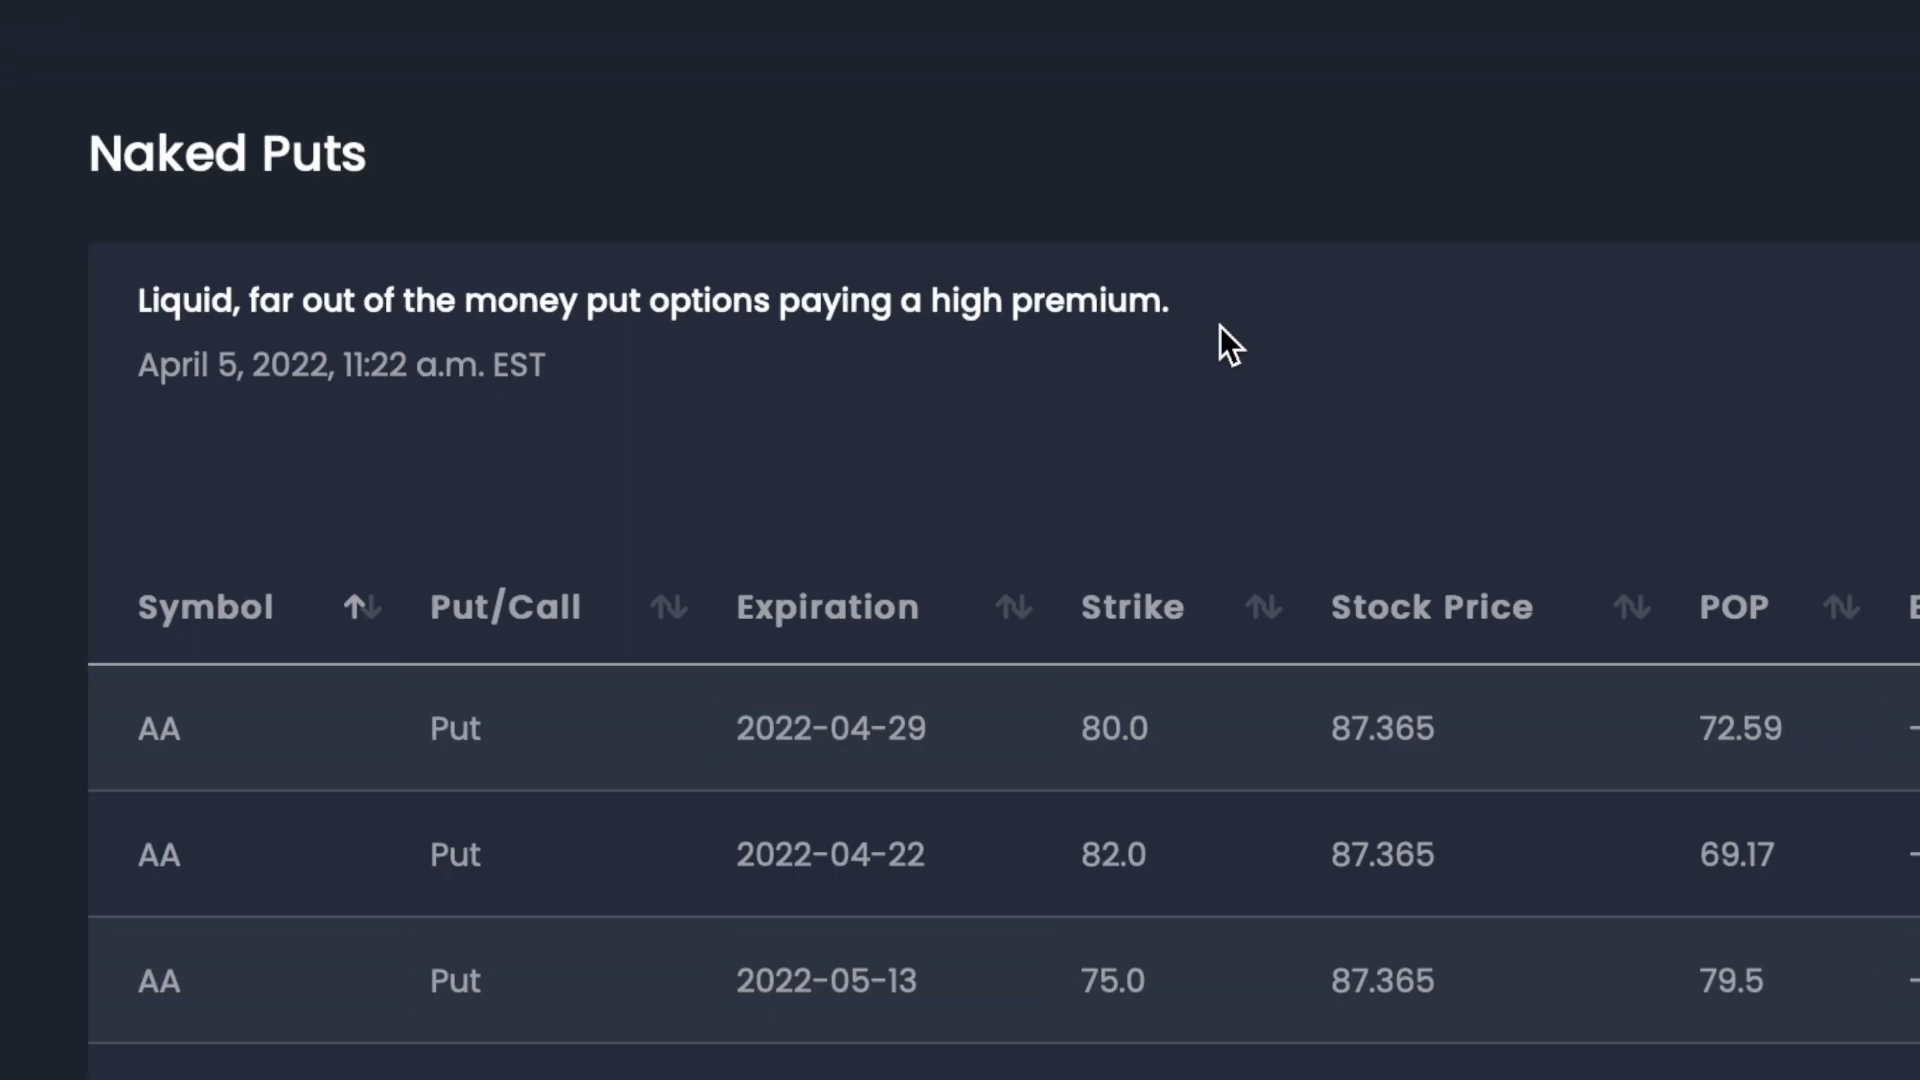 Naked Puts
Liquid, far out of the money put options paying a high premium.
April 5, 2022, 11:22 a.m. EST
Symbol Put/Call Expiration Strike Stock Price POP
AA Put 2022-04-29 80.0 87.365 72.59
AA Put 2022-04-22 82.0 87.365 69.17
AA Put 2022-05-13 75.0 87.365 79.5